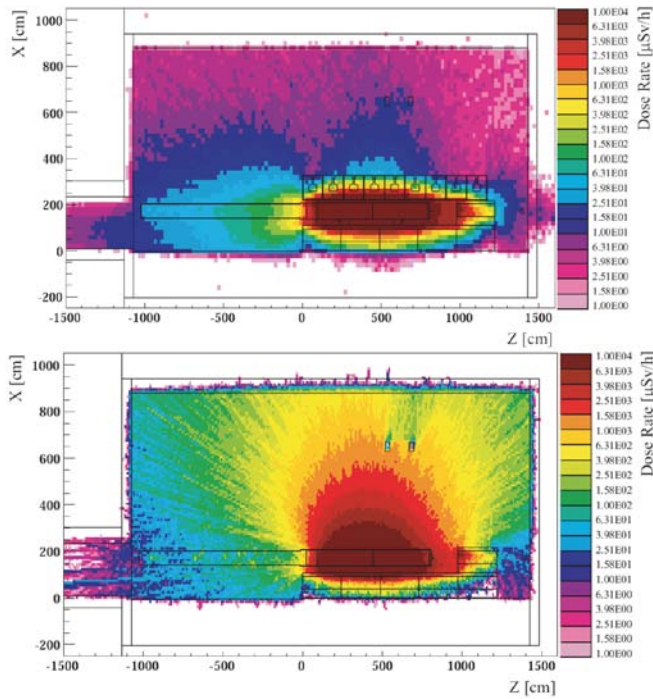 1000
800
600
400
200
0
-200
X [cm]
-1500
-1000
-500
0
500
1000
1500
Z [cm]
1.00E04
6.31E03
3.98E03
2.51E03
1.58E03
1.00E03
6.31E02
3.98E02
2.51E02
1.58E02
1.00E02
6.31E01
3.98E01
2.51E01
1.58E01
1.00E01
6.31E00
3.98E00
2.51E00
1.58E00
1.00E00
Dose Rate [μSv/h]
1000
800
600
400
200
0
-200
X [cm]
-1500
-1000
-500
0
500
1000
1500
Z [cm]
1.00E04
6.31E03
3.98E03
2.51E03
1.58E03
1.00E03
6.31E02
3.98E02
2.51E02
1.58E02
1.00E02
6.31E01
3.98E01
2.51E01
1.58E01
1.00E01
6.31E00
3.98E00
2.51E00
1.58E00
1.00E00
Dose Rate [μSv/h]